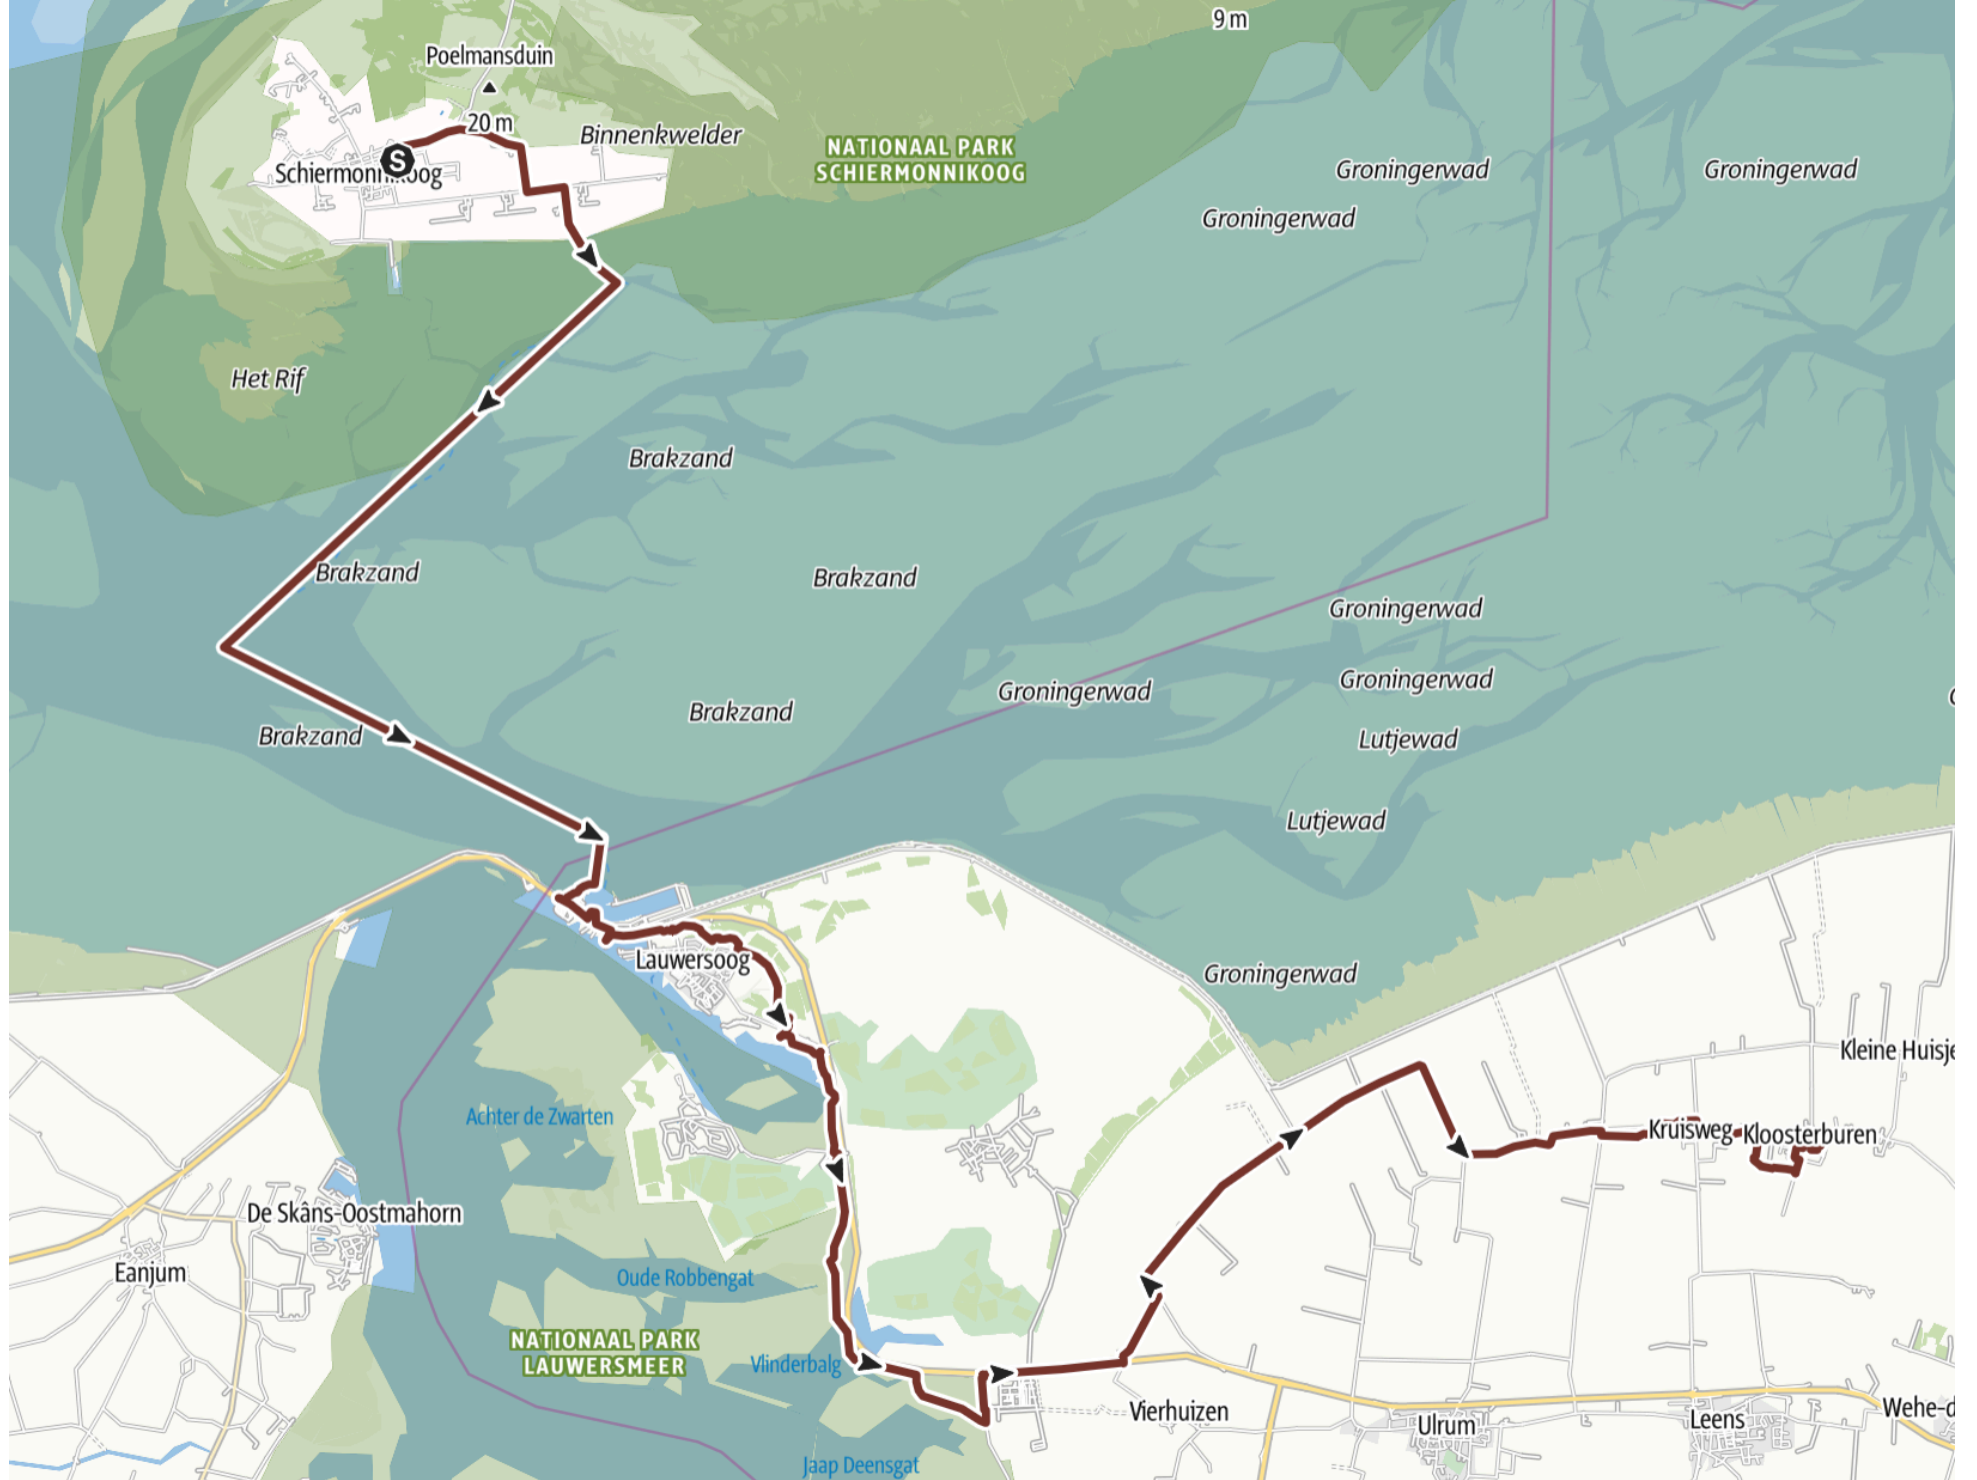 9 m
Poelmansduin
20 m
Binnenkwelder
NATIONAAL PARK
SCHIERMONNIKOOG
Groningerwad
Groningerwad
S
Schiermonnikoog
Groningerwad
Het Rif
Brakzand
Brakzand
Brakzand
Groningerwad
Groningerwad
Groningerwad
Brakzand
Brakzand
Lutjewad
Lutjewad
Lauwersoog
Groningerwad
Kleine Huisje
Achter de Zwarten
Kruisweg
Kloosterburen
De Skâns-Oostmahorn
Eanjum
Oude Robbengat
NATIONAAL PARK
LAUWERSMEER
Vlinderbalg
Vierhuizen
Ulrum
Leens
Wehe-d
Jaap Deensgat